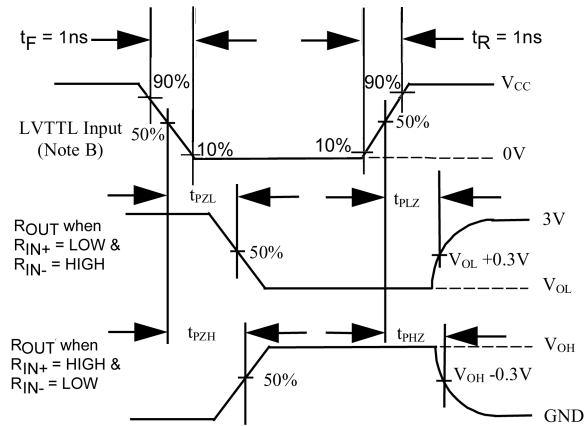 tF = 1ns
tR = 1ns
90%
90%
VCC
50%
50%
LVTTL Input
(Note B)
10%
10%
0V
tPZL
tPLZ
ROUT when
RIN+ = LOW &
RIN- = HIGH
3V
50%
VOL +0.3V
VOL
tPZH
tPHZ
ROUT when
RIN+ = HIGH &
RIN- = LOW
VOH
50%
VOH -0.3V
GND